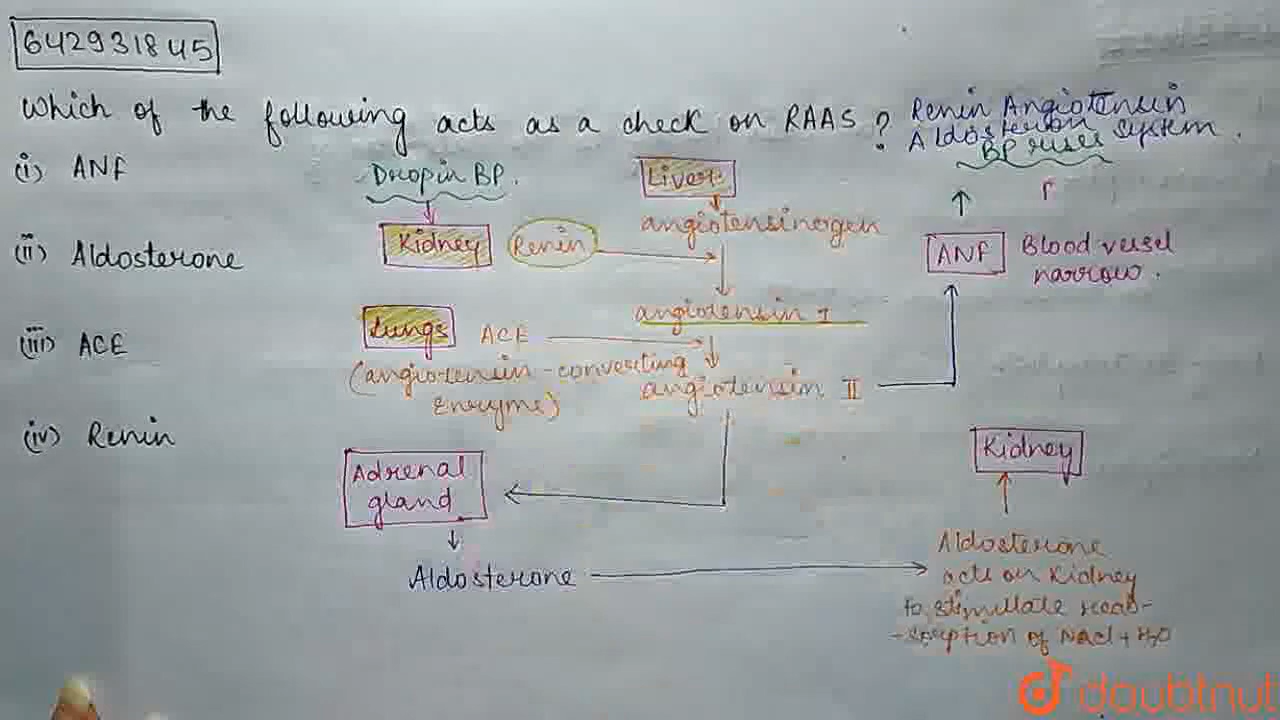 642931845
Which of the following acts as a check on RAAS ?
Renin Angiotensin
Aldosteron system.
BP rises
(i) ANF
Drop in BP.
Liver
r
angiotensinogen
Kidney
Renin
ANF
Blood vessel
narrow.
(ii) Aldosterone
angiotensin I
Lungs
ACE
(iii) ACE
(angiotensin-converting
Enzyme)
angiotensin II
(iv) Renin
Kidney
Adrenal
gland
Aldosterone
Aldosterone
acts on Kidney
to stimulate reab-
-sorption of NaCl + H2O
doubtnut